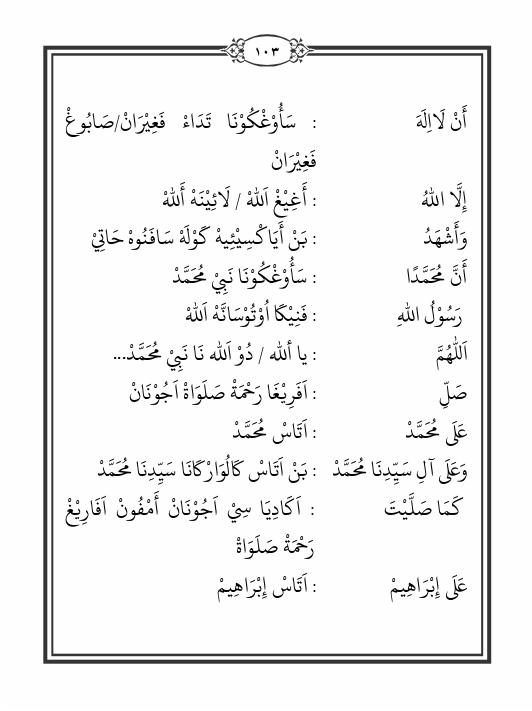 ١٠٣
أَنْ لَااِلَهَ : سَأُوْغْكُوْنَا تَدَاءْ فَغِيْرَانْ/صَابُوغْ
فَغِيْرَانْ
إِلَّا اللهُ : أَغِيْغْ اَللهْ / لَائِيْنَهْ أَللهْ
وَأَشْهَدُ : بَنْ أَيَاكْسِيْئِيهْ كَوْلَهْ سَافَنُوهْ حَاتِيْ
أَنَّ مُحَمَّدًا : سَأُوْغْكُوْنَا نَبِيْ مُحَمَّدْ
رَسُوْلُ اللهِ : فَنِيْكَا اُوْتُوْسَانَّهْ اَللهْ
اَللّٰهُمَّ : يا ألله / دُوْ اَلله نَا نَبِيْ مُحَمَّدْ...
صَلِّ : اَفَرِيْغَا رَحْمَةْ صَلَوَاةْ اَجُوْنَانْ
عَلَى مُحَمَّدْ : اَتَاسْ مُحَمَّدْ
وَعَلَى آلِ سَيِّدِنَا مُحَمَّدْ : بَنْ اَتَاسْ كَالُوَارْكَانَا سَيِّدِنَا مُحَمَّدْ
كَمَا صَلَّيْتَ : اَكَادِيَا سِيْ اَجُوْنَانْ أَمْفُونْ اَفَارِيْغْ
رَحْمَةْ صَلَوَاةْ
عَلَى إِبْرَاهِيمْ : اَتَاسْ إِبْرَاهِيمْ